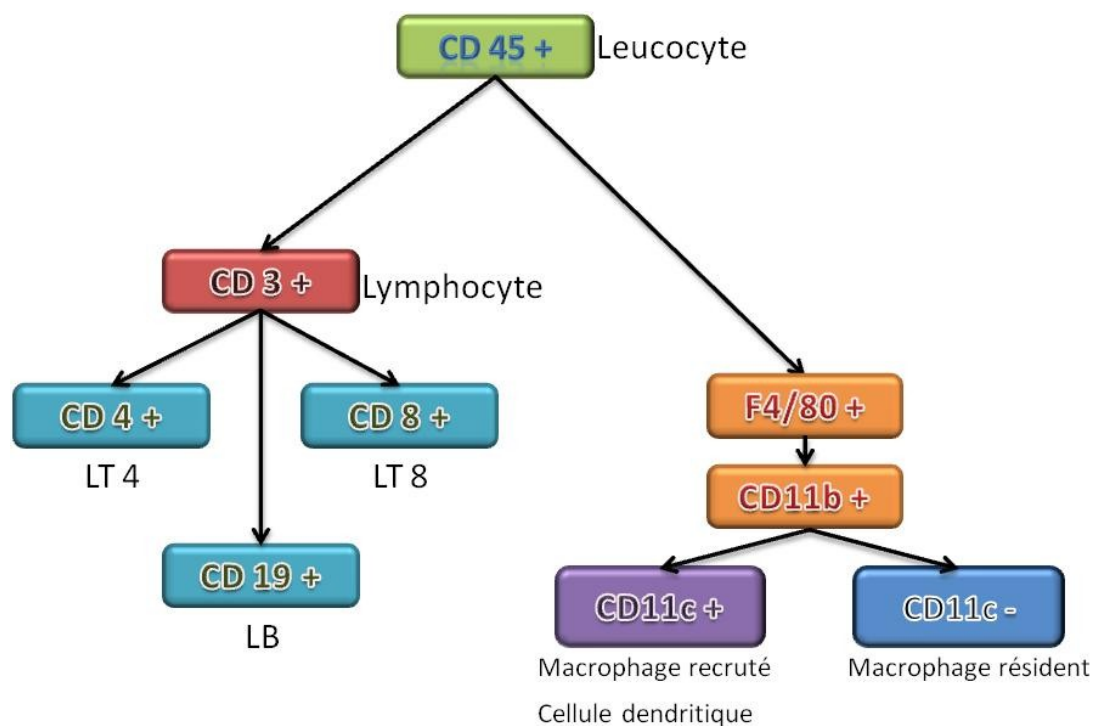 CD 45 +
Leucocyte
CD 3 +
Lymphocyte
CD 4 +
LT 4
CD 8 +
LT 8
CD 19 +
LB
F4/80 +
CD11b +
CD11c +
Macrophage recruté
Cellule dendritique
CD11c -
Macrophage résident